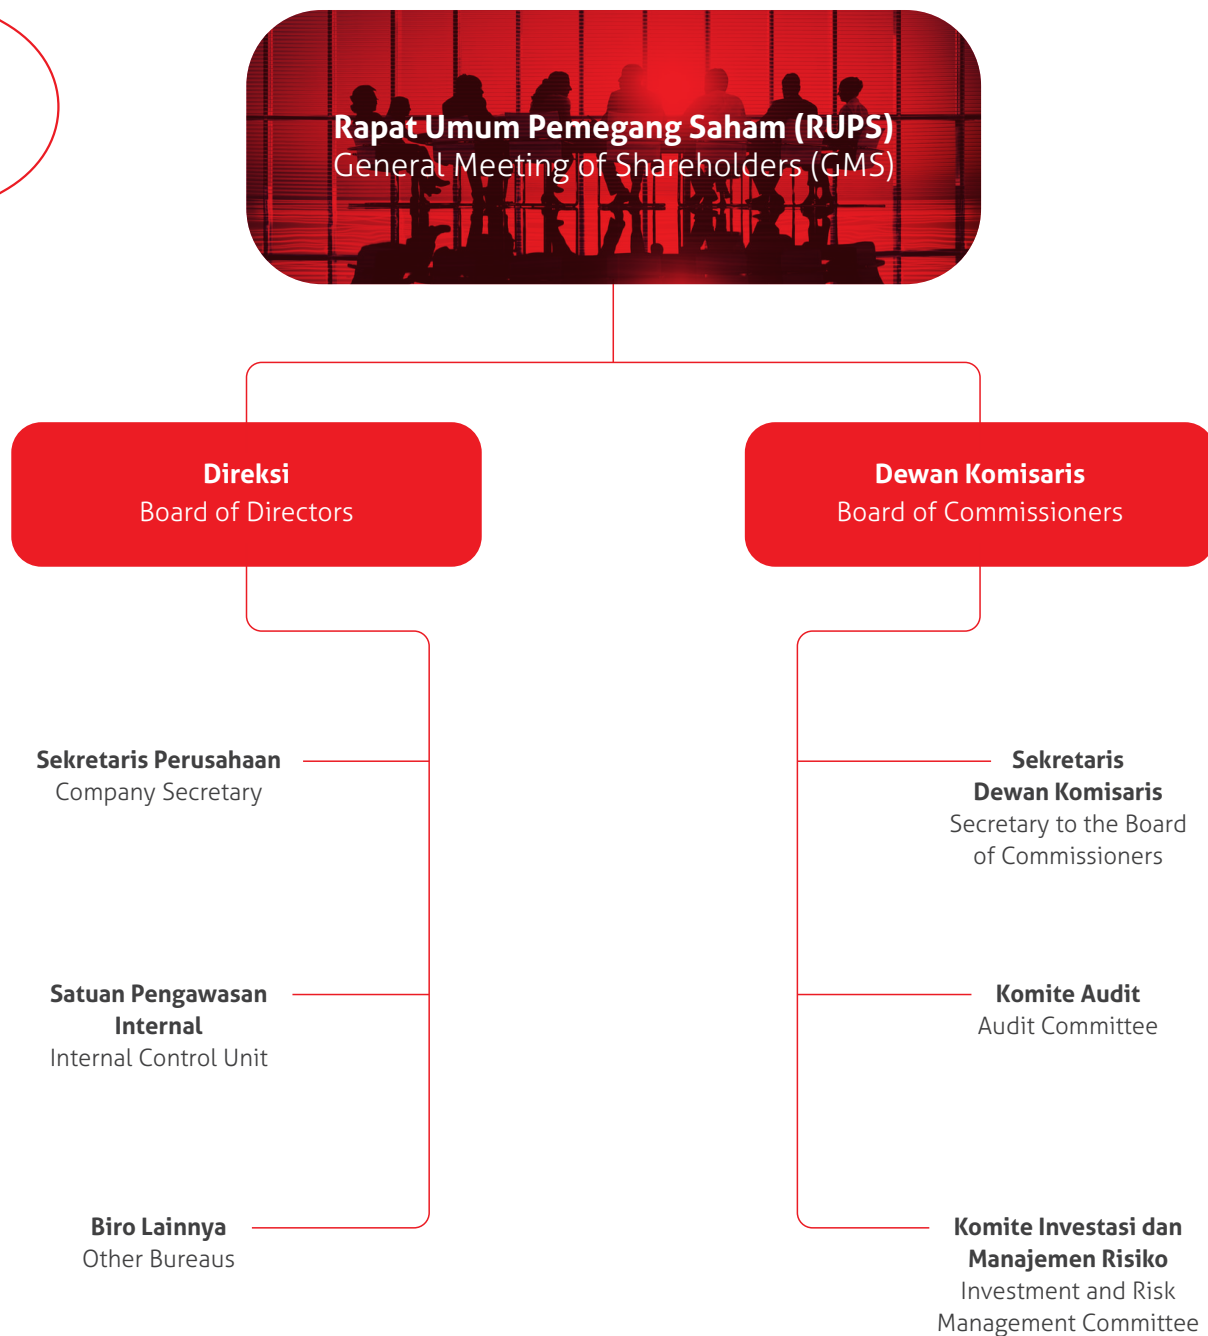 Rapat Umum Pemegang Saham (RUPS)
General Meeting of Shareholders (GMS)
Direksi
Board of Directors
Dewan Komisaris
Board of Commissioners
Sekretaris Perusahaan
Company Secretary
Sekretaris
Dewan Komisaris
Secretary to the Board
of Commissioners
Satuan Pengawasan
Internal
Internal Control Unit
Komite Audit
Audit Committee
Biro Lainnya
Other Bureaus
Komite Investasi dan
Manajemen Risiko
Investment and Risk
Management Committee